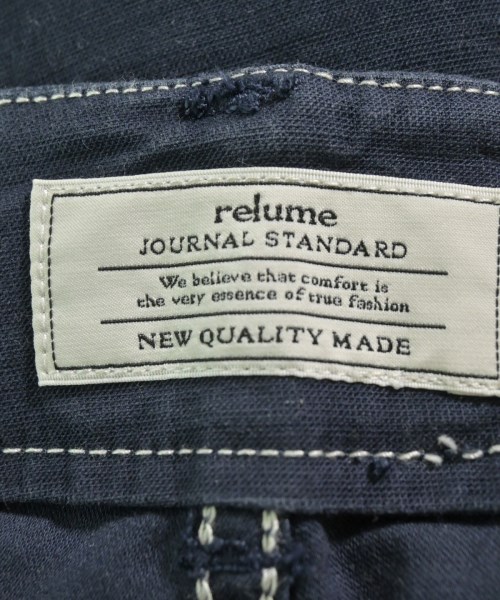 relume
JOURNAL STANDARD
We believe that comfort is
the very essence of true fashion
NEW QUALITY MADE